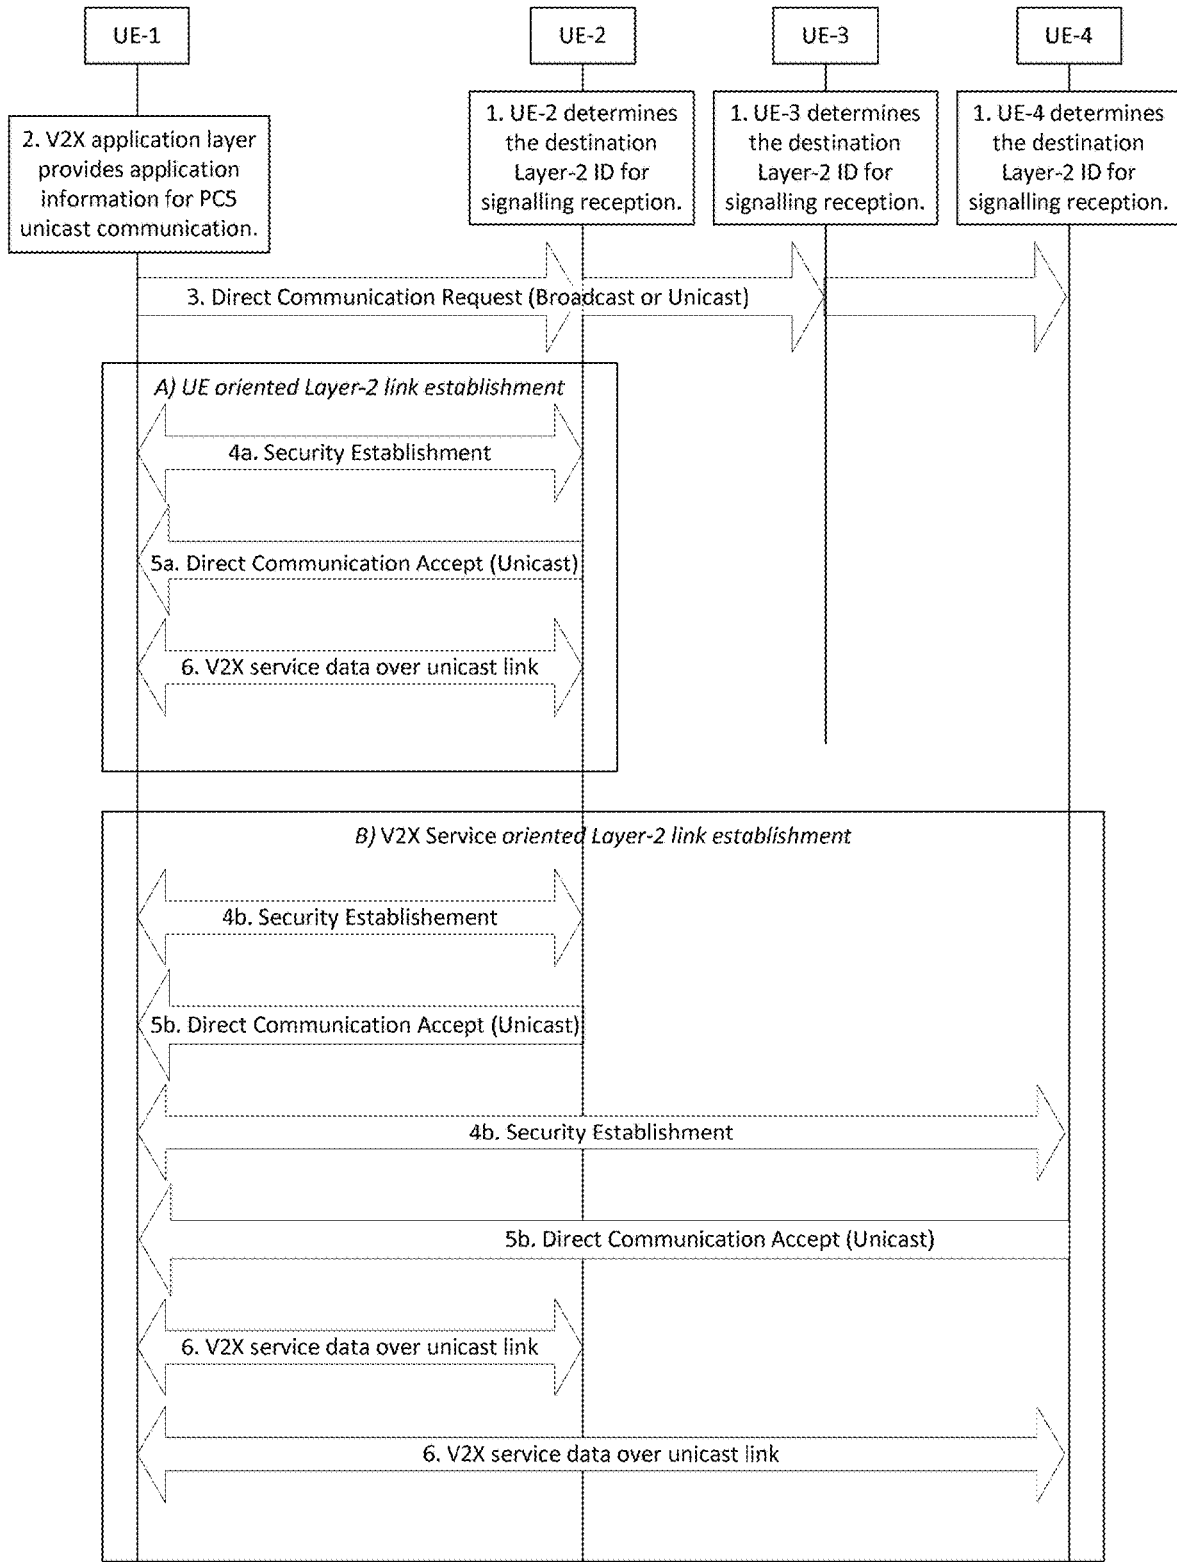 UE-1
UE-2
UE-3
UE-4
1. UE-2 determines
the destination
Layer-2 ID for
signalling reception.
1. UE-3 determines
the destination
Layer-2 ID for
signalling reception.
1. UE-4 determines
the destination
Layer-2 ID for
signalling reception.
2. V2X application layer
provides application
information for PC5
unicast communication.
3. Direct Communication Request (Broadcast or Unicast)
A) UE oriented Layer-2 link establishment
4a. Security Establishment
5a. Direct Communication Accept (Unicast)
6. V2X service data over unicast link
B) V2X Service oriented Layer-2 link establishment
4b. Security Establishement
5b. Direct Communication Accept (Unicast)
4b. Security Establishment
5b. Direct Communication Accept (Unicast)
6. V2X service data over unicast link
6. V2X service data over unicast link